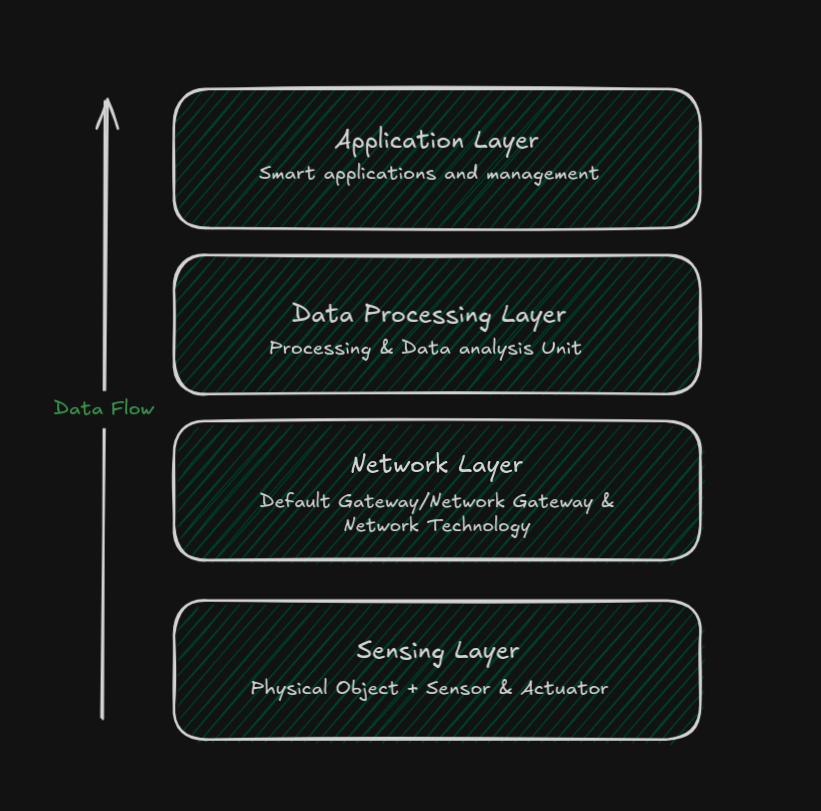 Application Layer
Smart applications and management
Data Processing Layer
Processing & Data analysis Unit
Data Flow
Network Layer
Default Gateway/Network Gateway &
Network Technology
Sensing Layer
Physical Object + Sensor & Actuator